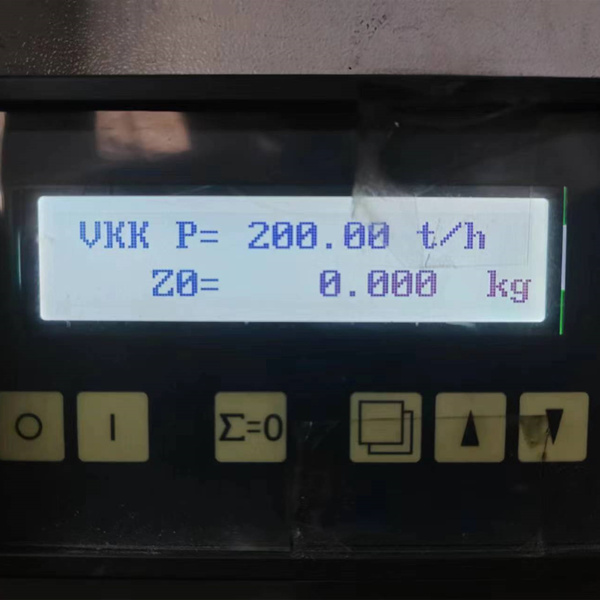 VKK P= 200.00 t/h
Z0= 0.000 kg
O I Σ=0